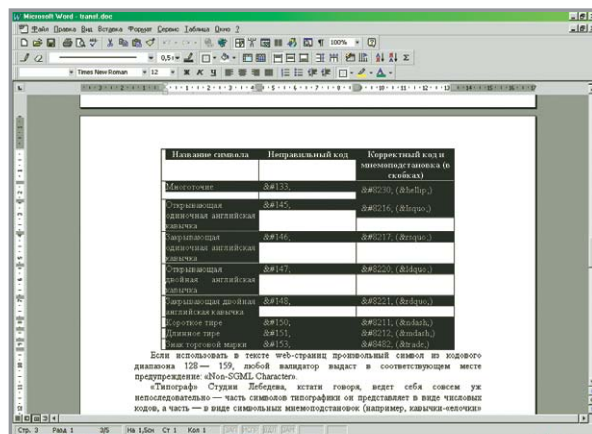 Microsoft Word - transl.doc
Файл Правка Вид Вставка Формат Сервис Таблица Окно ?
100%
0,5
Times New Roman 12 Ж К Ч
Название символа Неправильный код Корректный код и
мнемоподстановка (в
скобках)
Многоточие &#133; &#8230; (&hellip;)
Открывающая &#145; &#8216; (&lsquo;)
одиночная английская
кавычка
Закрывающая &#146; &#8217; (&rsquo;)
одиночная английская
кавычка
Открывающая &#147; &#8220; (&ldquo;)
двойная английская
кавычка
Закрывающая двойная &#148; &#8221; (&rdquo;)
английская кавычка
Короткое тире &#150; &#8211; (&ndash;)
Длинное тире &#151; &#8212; (&mdash;)
Знак торговой марки &#153; &#8482; (&trade;)
Если использовать в тексте web-страниц произвольный символ из кодового
диапазона 128— 159, любой валидатор выдаст в соответствующем месте
предупреждение: «Non-SGML Character».
«Типограф» Студии Лебедева, кстати говоря, ведет себя совсем уж
непоследовательно — часть символов типографики он представляет в виде числовых
кодов, а часть — в виде символьных мнемоподстановок (например, кавычки-«елочки»
Стр. 3 Разд 1 3/5 На 1,5см Ст 1 Кол 1